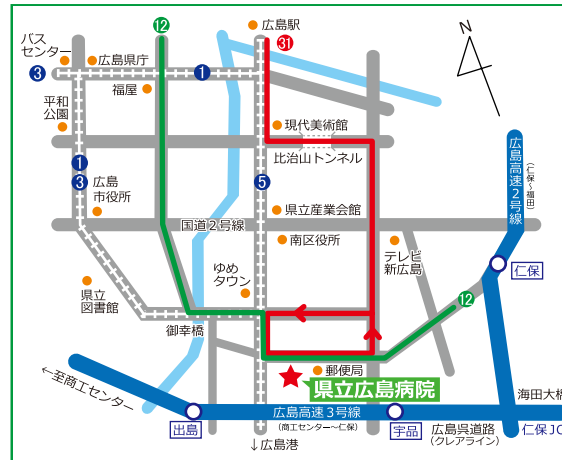 12
広島駅
バス
センター
広島県庁
31
N
3
1
福屋
平和
公園
現代美術館
比治山トンネル
広島高速2号線
(仁保～福田)
1
3
広島
市役所
5
県立産業会館
国道2号線
南区役所
テレビ
新広島
ゆめ
タウン
仁保
県立
図書館
12
御幸橋
郵便局
県立広島病院
←至商工センター
海田大橋
出島
広島高速3号線
(商工センター～仁保)
宇品
広島呉道路
(クレアライン)
仁保JC
↓広島港